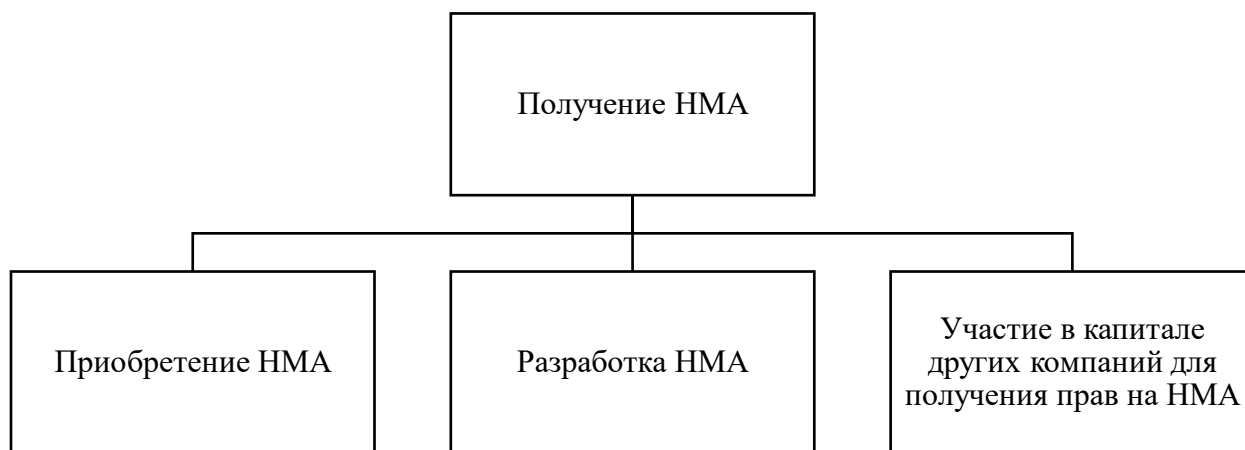 Получение НМА
Приобретение НМА
Разработка НМА
Участие в капитале
других компаний для
получения прав на НМА